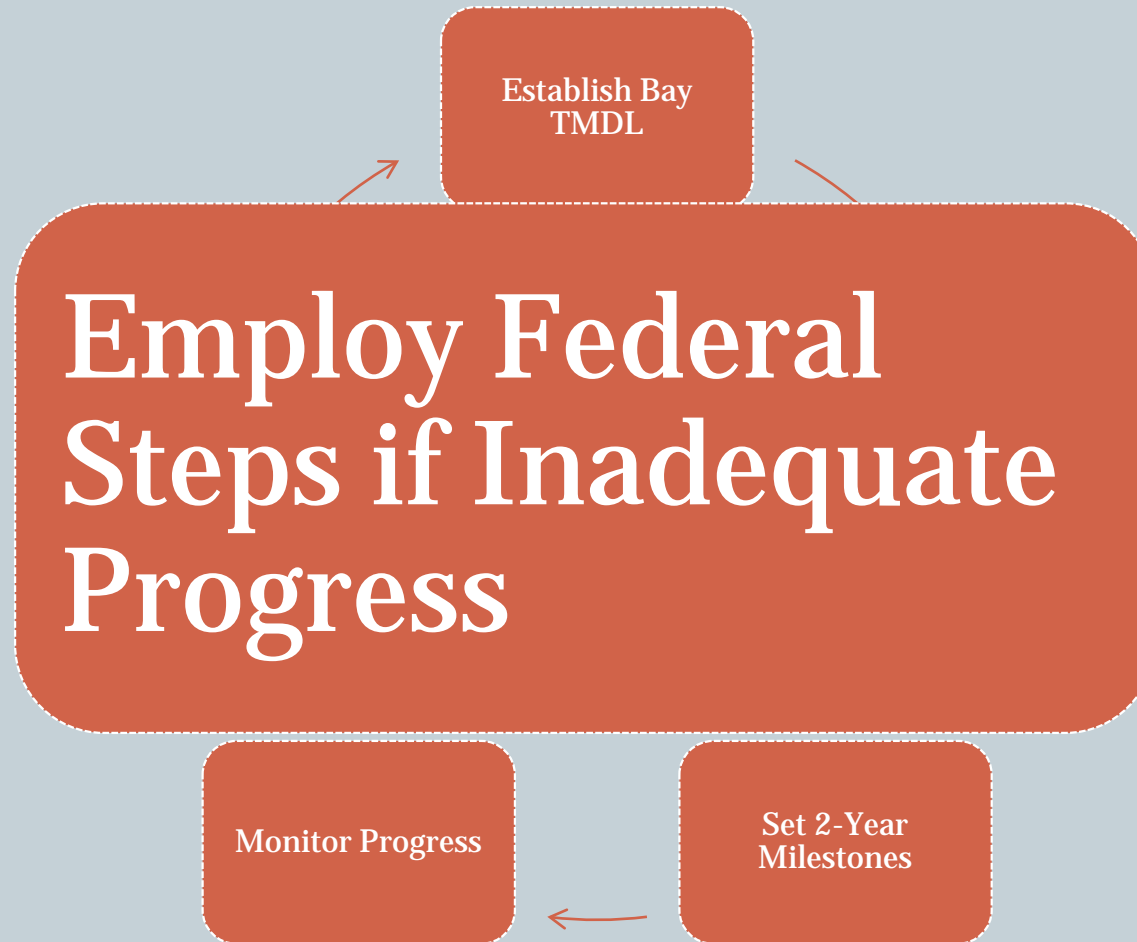 Establish Bay
TMDL
Employ Federal
Steps if Inadequate
Progress
Monitor Progress
Set 2-Year
Milestones